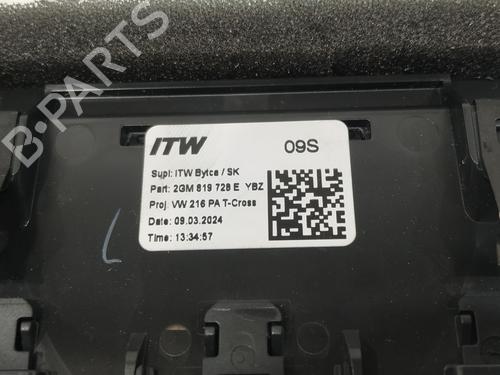 B-PARTS
ITW 09S
Supl: ITW Bytca / SK
Part: 2GM 819 728 E YBZ
Proj: VW 216 PA T-Cross
Date: 09.03.2024
Time: 13:34:57